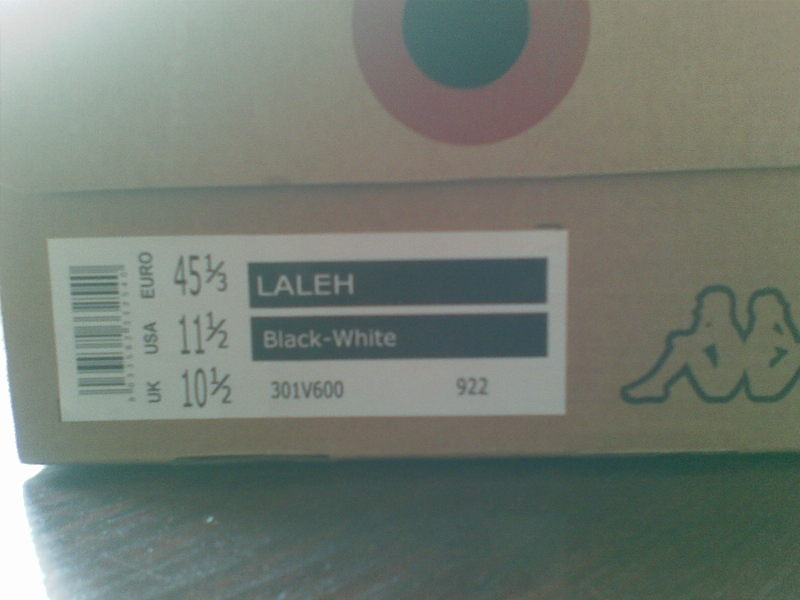 EURO 45⅓ LALEH
USA 11½ Black-White
UK 10½ 301V600 922